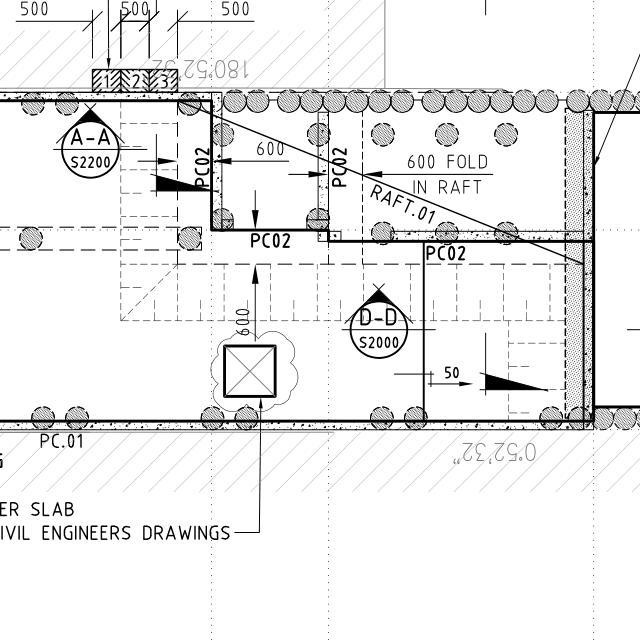 500
500
500
1 2 3
180°52'32"
A-A
S2200
PC02
600
PC02
600 FOLD
IN RAFT
RAFT.01
PC02
PC02
600
D-D
S2000
50
PC.01
0°52'32"
G
ER SLAB
IVIL ENGINEERS DRAWINGS